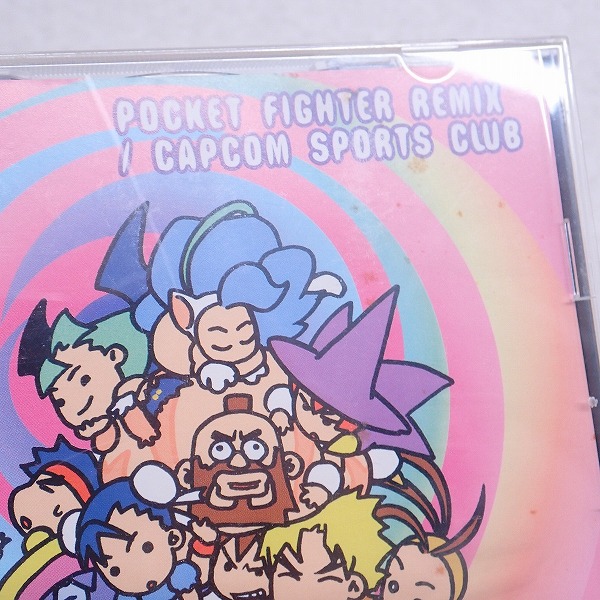 POCKET FIGHTER REMIX
/ CAPCOM SPORTS CLUB